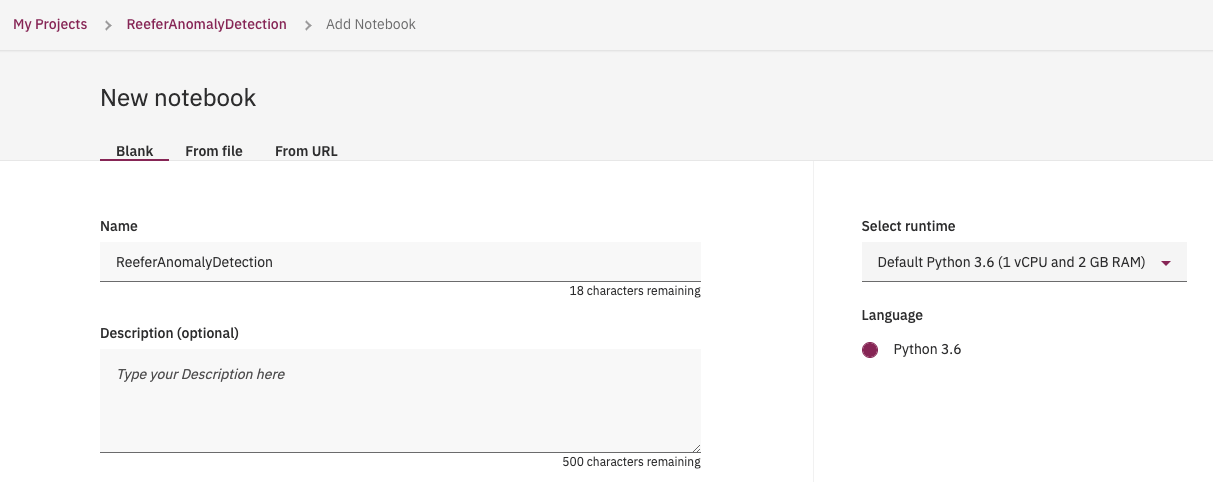 My Projects > ReeferAnomalyDetection > Add Notebook
New notebook
Blank From file From URL
Name
ReeferAnomalyDetection
18 characters remaining
Description (optional)
Type your Description here
500 characters remaining
Select runtime
Default Python 3.6 (1 vCPU and 2 GB RAM)
Language
Python 3.6